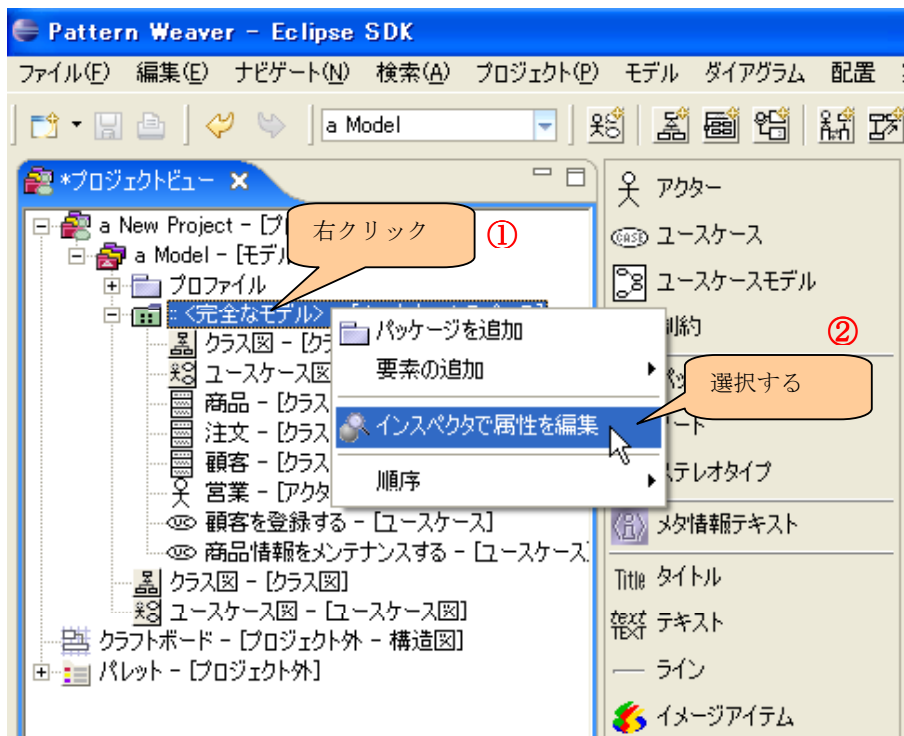 Pattern Weaver - Eclipse SDK
ファイル(F) 編集(E) ナビゲート(N) 検索(A) プロジェクト(P) モデル ダイアグラム 配置
a Model
*プロジェクトビュー
a New Project - [プ
右クリック
①
a Model - [モデル
プロファイル
:: <完全なモデル>
クラス図 - [クラ
ユースケース図
商品 - [クラス
注文 - [クラス
顧客 - [クラス
営業 - [アクタ
顧客を登録する - [ユースケース]
商品情報をメンテナンスする - [ユースケース]
クラス図 - [クラス図]
ユースケース図 - [ユースケース図]
クラフトボード - [プロジェクト外 - 構造図]
パレット - [プロジェクト外]
パッケージを追加
要素の追加
インスペクタで属性を編集
順序
②
選択する
アクター
CASE ユースケース
ユースケースモデル
制約
パッ
ート
ステレオタイプ
メタ情報テキスト
Title タイトル
text TEXT テキスト
ライン
イメージアイテム